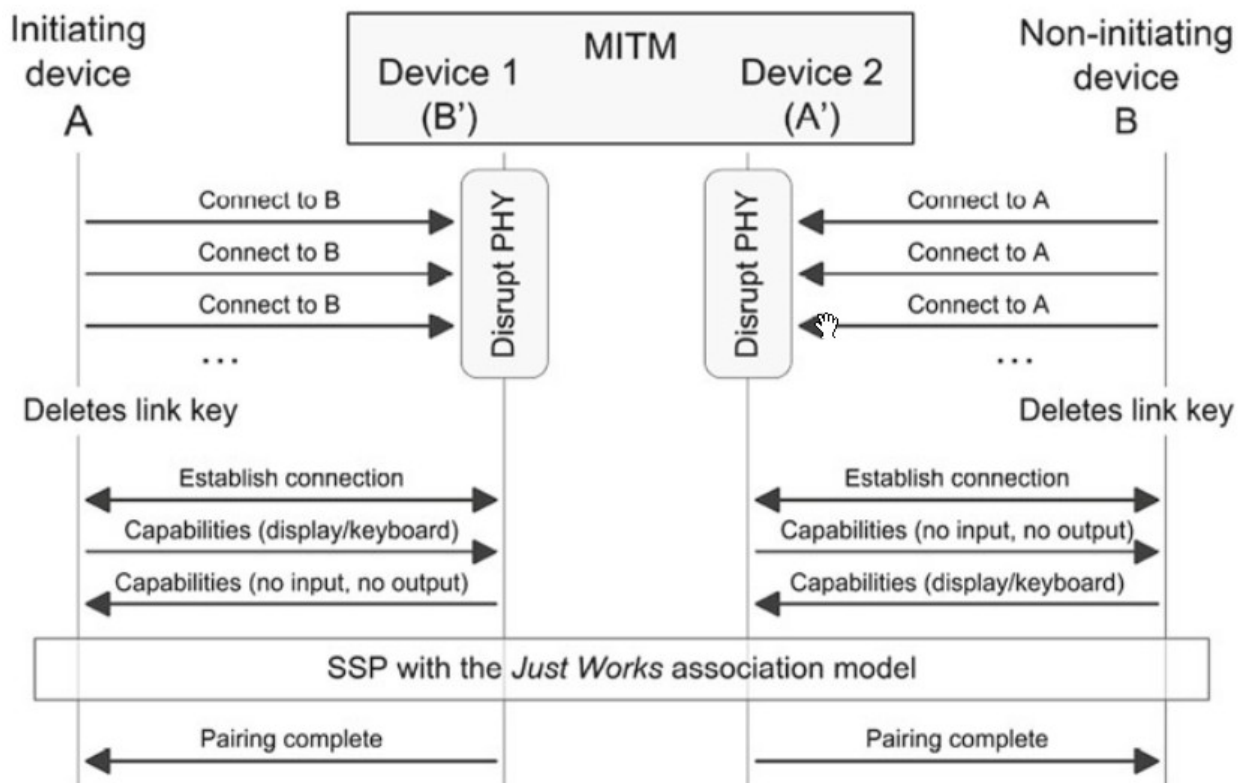 Initiating
device
A
MITM
Device 1
(B’)
Device 2
(A’)
Non-initiating
device
B
Connect to B
Connect to B
Connect to B
...
Disrupt PHY
Disrupt PHY
Connect to A
Connect to A
Connect to A
...
Deletes link key
Deletes link key
Establish connection
Establish connection
Capabilities (display/keyboard)
Capabilities (no input, no output)
Capabilities (no input, no output)
Capabilities (display/keyboard)
SSP with the Just Works association model
Pairing complete
Pairing complete